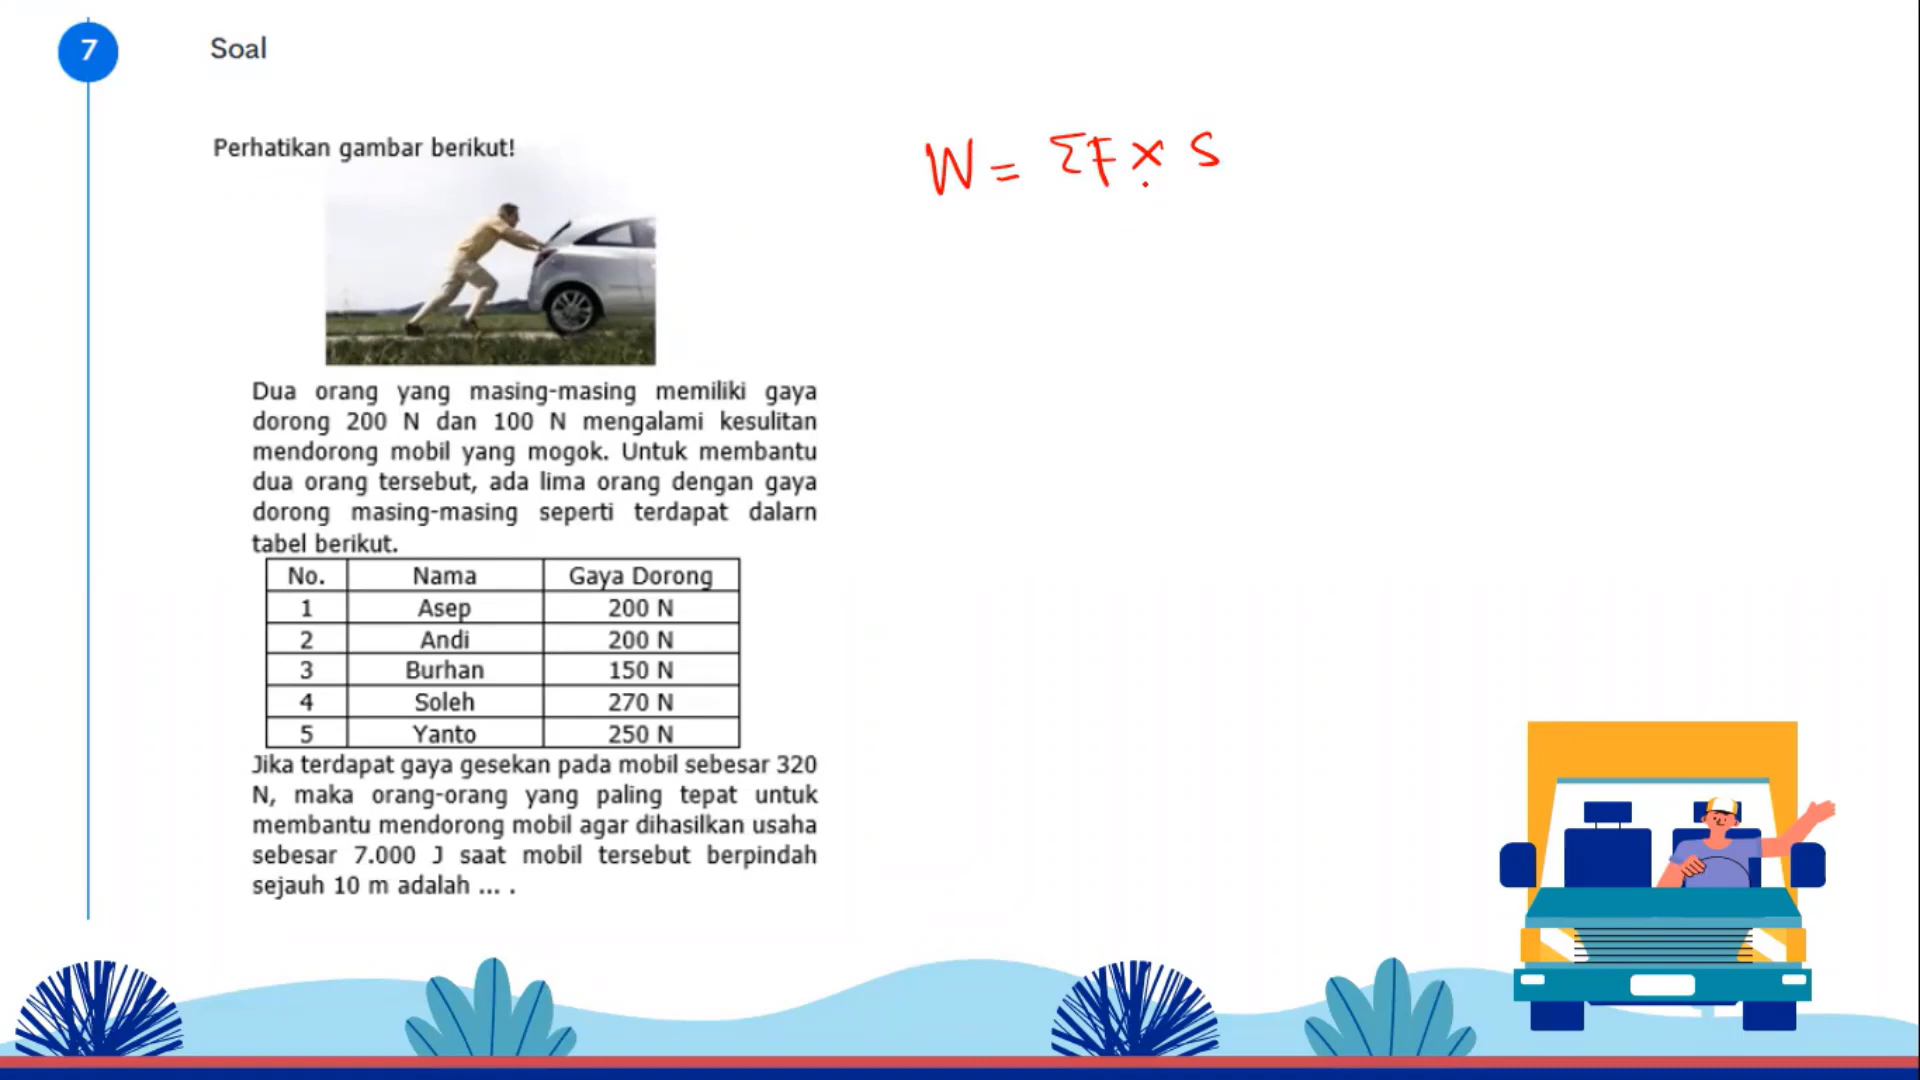 7
Soal
Perhatikan gambar berikut!
W = ΣF × S
Dua orang yang masing-masing memiliki gaya
dorong 200 N dan 100 N mengalami kesulitan
mendorong mobil yang mogok. Untuk membantu
dua orang tersebut, ada lima orang dengan gaya
dorong masing-masing seperti terdapat dalarn
tabel berikut.
No. Nama Gaya Dorong
1 Asep 200 N
2 Andi 200 N
3 Burhan 150 N
4 Soleh 270 N
5 Yanto 250 N
Jika terdapat gaya gesekan pada mobil sebesar 320
N, maka orang-orang yang paling tepat untuk
membantu mendorong mobil agar dihasilkan usaha
sebesar 7.000 J saat mobil tersebut berpindah
sejauh 10 m adalah ... .